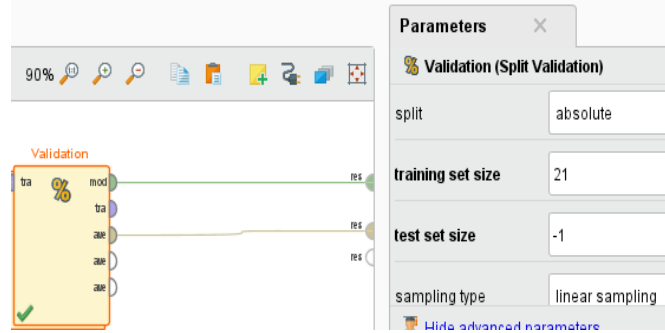 Parameters
90%
Validation (Split Validation)
split
absolute
Validation
tra
mod
res
training set size
21
tra
ave
res
test set size
-1
ave
res
ave
sampling type
linear sampling
Hide advanced parameters